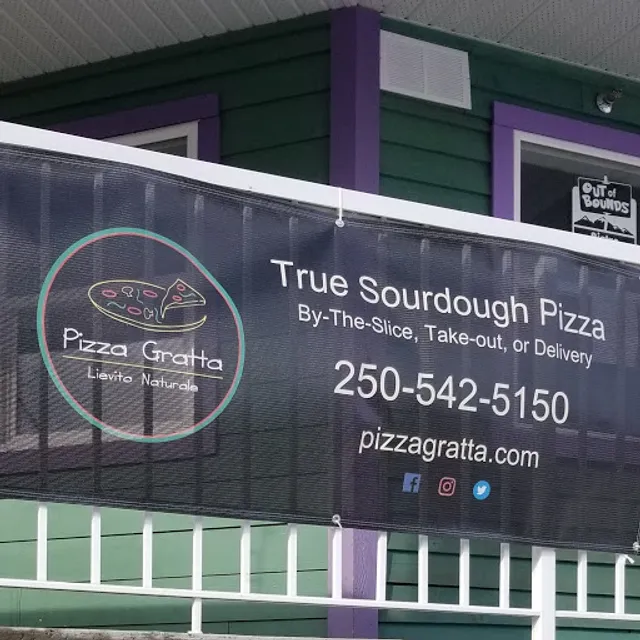 Pizza Gratta
Lievito Naturale
True Sourdough Pizza
By-The-Slice, Take-out, or Delivery
250-542-5150
pizzagratta.com
OUT of
BOUNDS